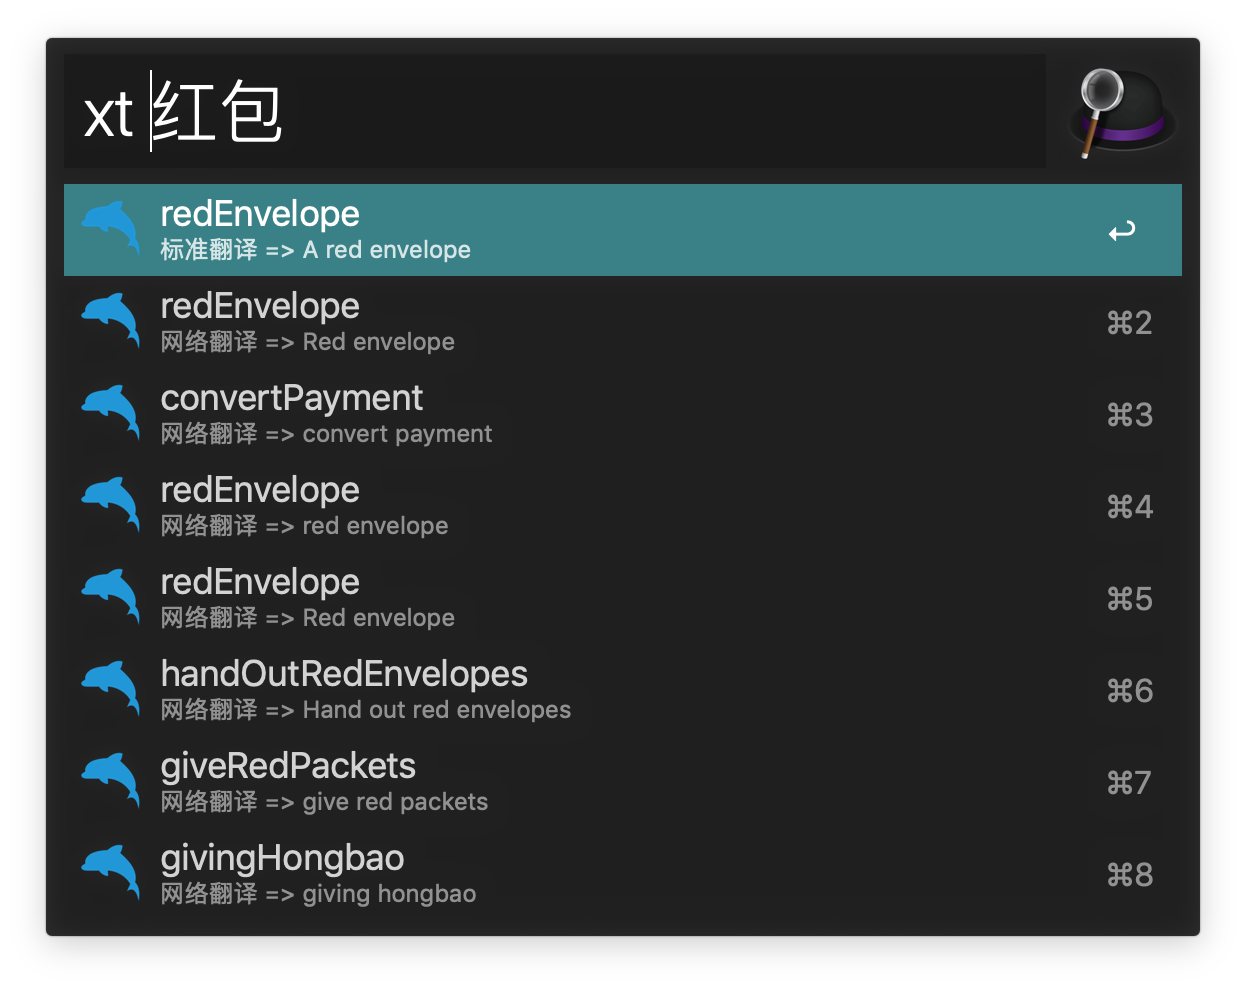 xt 红包
redEnvelope
标准翻译 => A red envelope
redEnvelope
⌘2
网络翻译 => Red envelope
convertPayment
⌘3
网络翻译 => convert payment
redEnvelope
⌘4
网络翻译 => red envelope
redEnvelope
⌘5
网络翻译 => Red envelope
handOutRedEnvelopes
⌘6
网络翻译 => Hand out red envelopes
giveRedPackets
⌘7
网络翻译 => give red packets
givingHongbao
⌘8
网络翻译 => giving hongbao